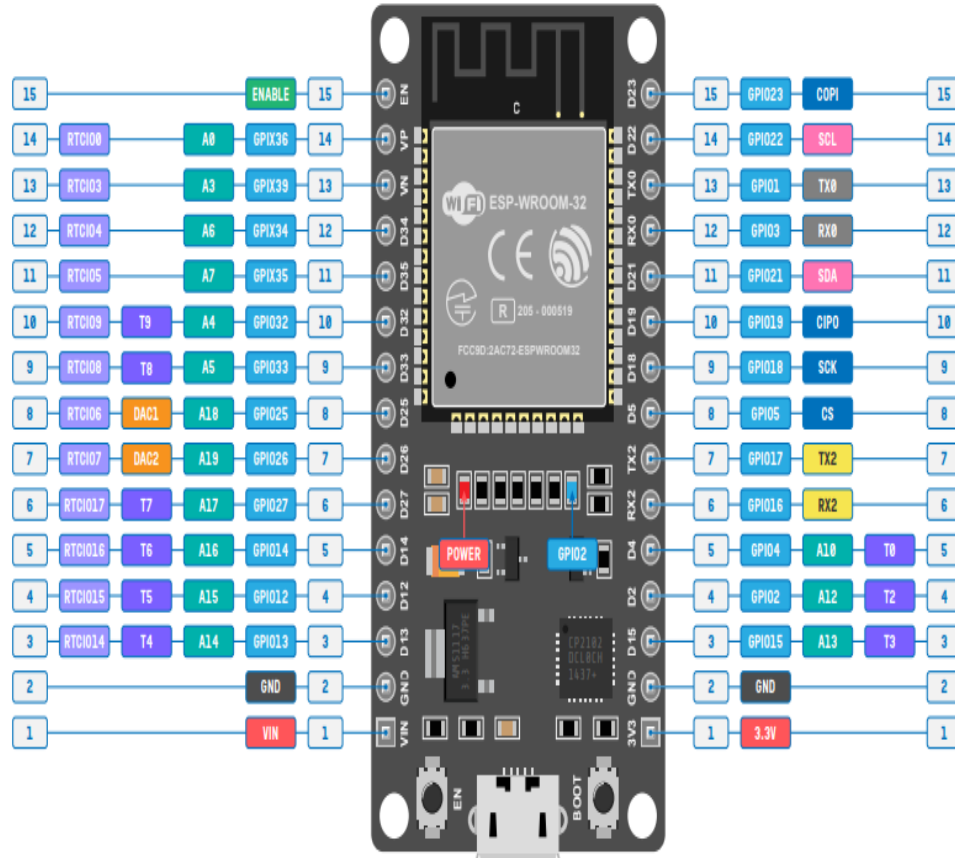 15 ENABLE 15 EN C D23 15 GPIO23 COPI 15
14 RTCIO0 A0 GPIX36 14 VP D22 14 GPIO22 SCL 14
13 RTCIO3 A3 GPIX39 13 VN TX0 13 GPIO1 TX0 13
WiFi ESP-WROOM-32
12 RTCIO4 A6 GPIX34 12 D34 RX0 12 GPIO3 RX0 12
CE
11 RTCIO5 A7 GPIX35 11 D35 D21 11 GPIO21 SDA 11
R 205 - 000519
10 RTCIO9 T9 A4 GPIO32 10 D32 D19 10 GPIO19 CIPO 10
FCC9D:2AC72-ESPWROOM32
9 RTCIO8 T8 A5 GPIO33 9 D33 D18 9 GPIO18 SCK 9
8 RTCIO6 DAC1 A18 GPIO25 8 D25 D5 8 GPIO5 CS 8
7 RTCIO7 DAC2 A19 GPIO26 7 D26 TX2 7 GPIO17 TX2 7
6 RTCIO17 T7 A17 GPIO27 6 D27 RX2 6 GPIO16 RX2 6
5 RTCIO16 T6 A16 GPIO14 5 D14 POWER GPIO2 D4 5 GPIO4 A10 T0 5
4 RTCIO15 T5 A15 GPIO12 4 D12 D2 4 GPIO2 A12 T2 4
3 RTCIO14 T4 A14 GPIO13 3 D13 D15 3 GPIO15 A13 T3 3
AMS1117
3.3 H637PE
CP2102
DCL0CH
1437+
2 GND 2 GND GND 2 GND 2
1 VIN 1 VIN 3V3 1 3.3V 1
EN BOOT